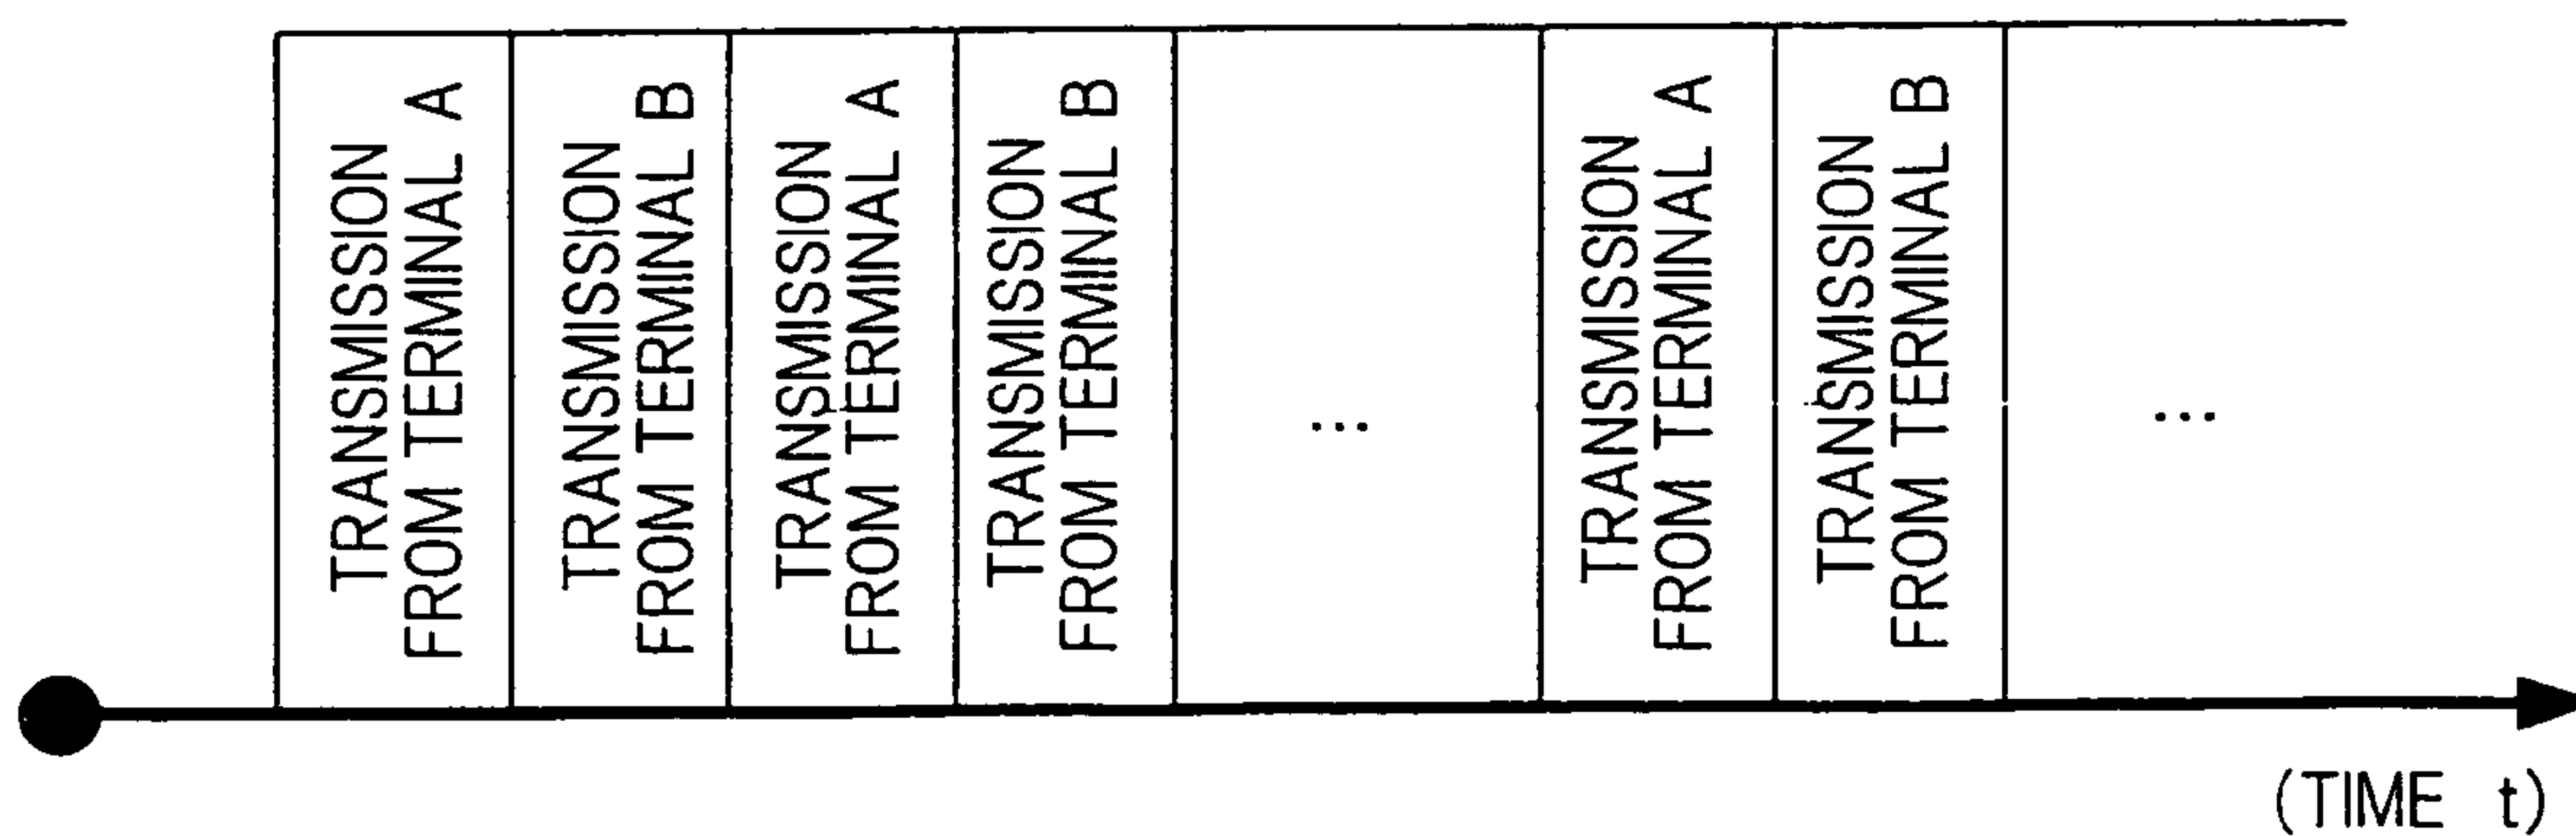 TRANSMISSION
FROM TERMINAL A
TRANSMISSION
FROM TERMINAL B
TRANSMISSION
FROM TERMINAL A
TRANSMISSION
FROM TERMINAL B
...
TRANSMISSION
FROM TERMINAL A
TRANSMISSION
FROM TERMINAL B
...
(TIME t)